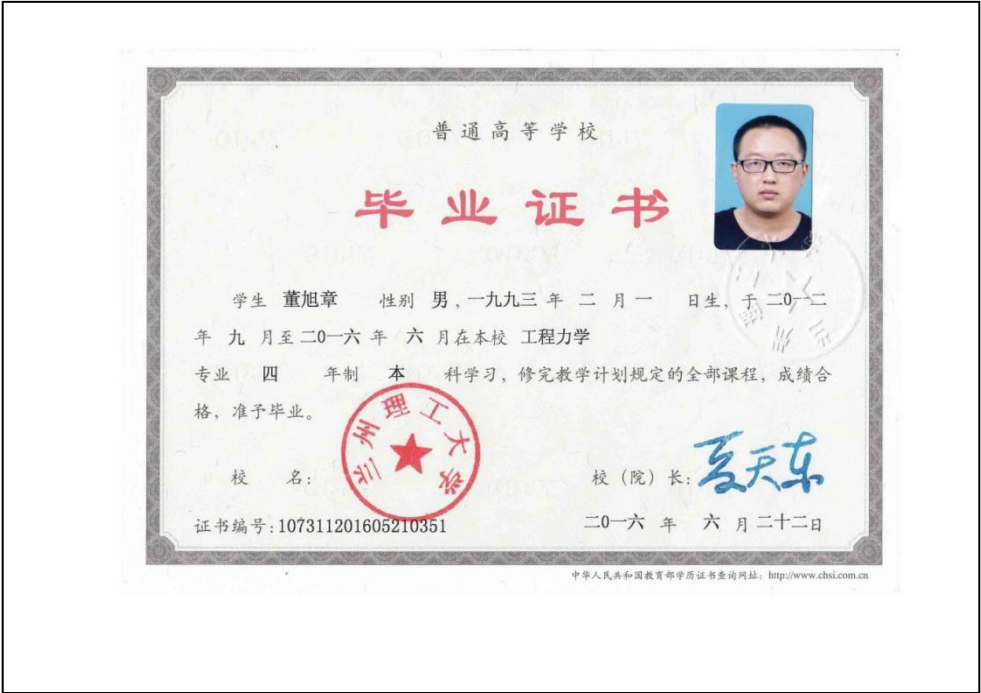 普通高等学校
毕业证书
学生 董旭章 性别 男，一九九三 年 二 月 一 日生，于 二0一二
年 九 月至 二0一六 年 六 月在本校 工程力学
专业 四 年制 本 科学习，修完教学计划规定的全部课程，成绩合
格，准予毕业。
兰州理工大学
校 名：
校（院）长：夏天东
证书编号：107311201605210351
二0一六 年 六 月 二十二日
中华人民共和国教育部学历证书查询网址：http://www.chsi.com.cn